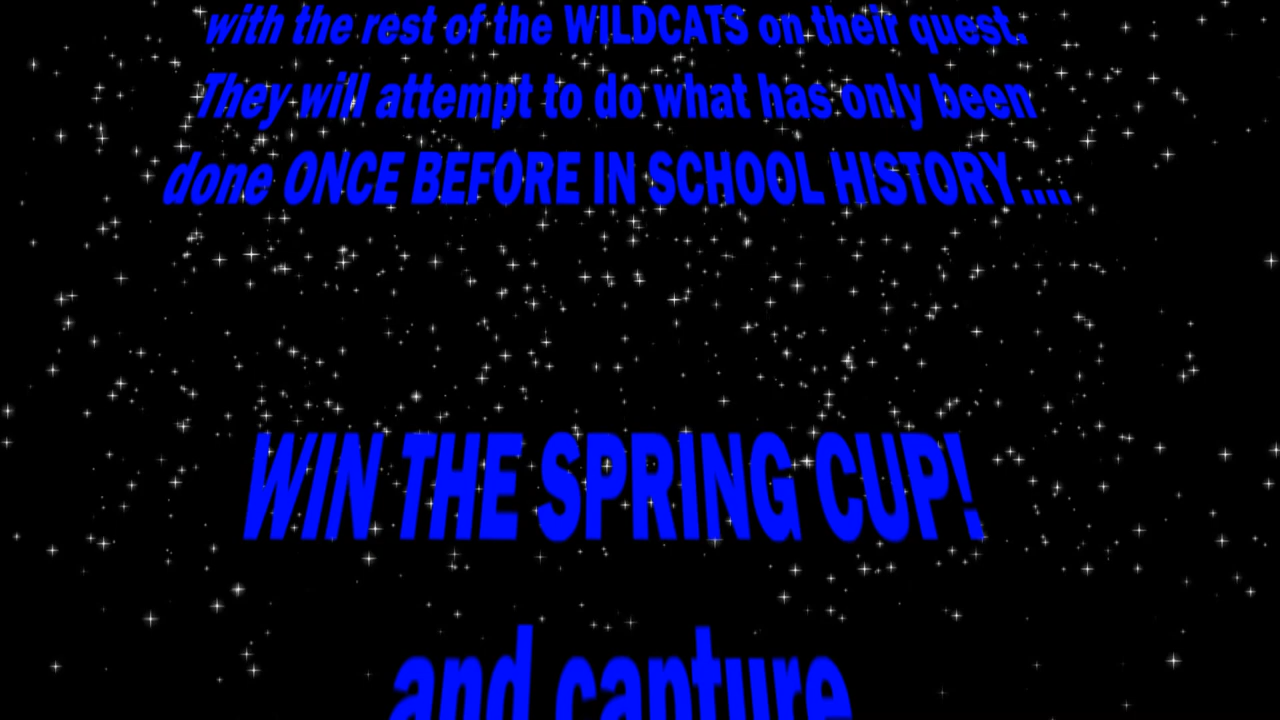 with the rest of the WILDCATS on their quest.
They will attempt to do what has only been
done ONCE BEFORE IN SCHOOL HISTORY....
WIN THE SPRING CUP!
and capture